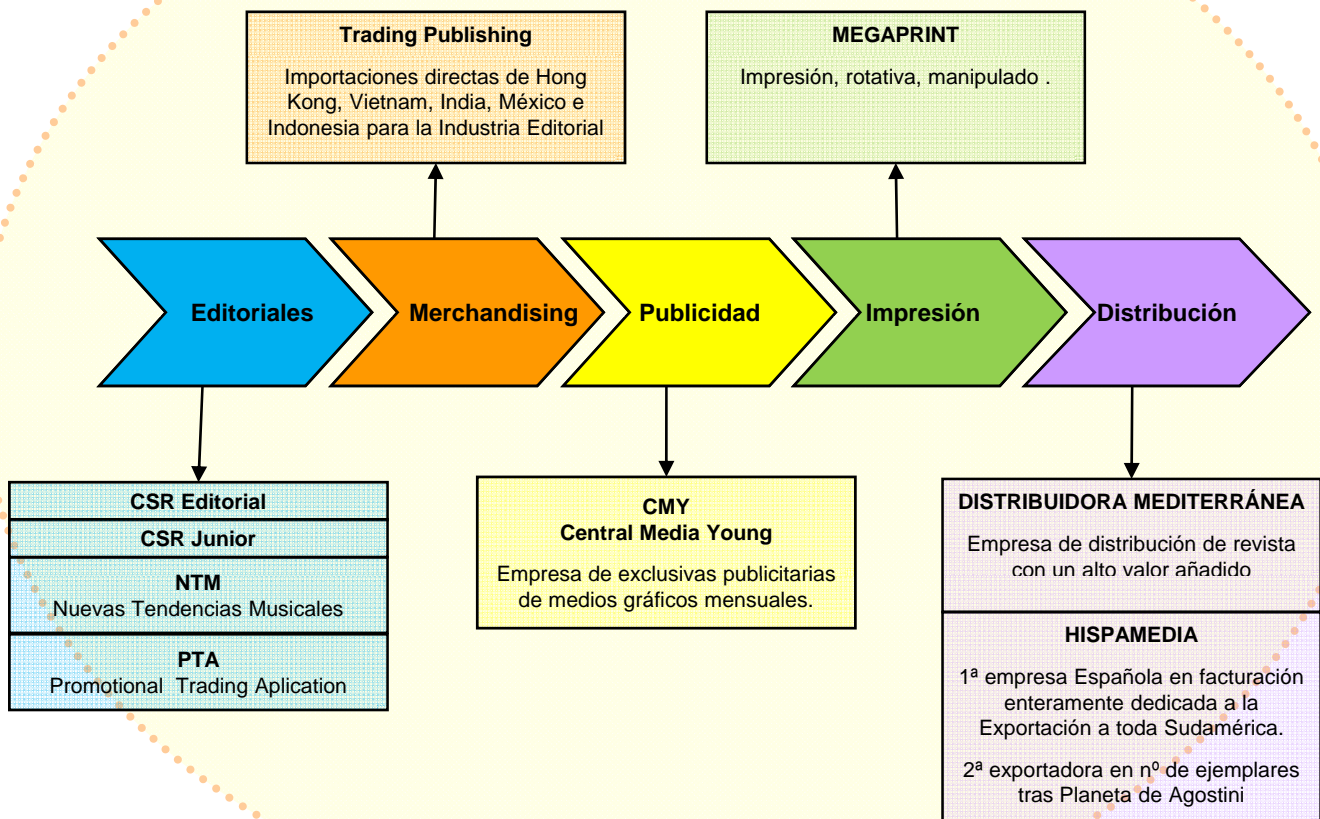 Trading Publishing
Importaciones directas de Hong
Kong, Vietnam, India, México e
Indonesia para la Industria Editorial
MEGAPRINT
Impresión, rotativa, manipulado .
Editoriales
Merchandising
Publicidad
Impresión
Distribución
CSR Editorial
CSR Junior
NTM
Nuevas Tendencias Musicales
PTA
Promotional Trading Aplication
CMY
Central Media Young
Empresa de exclusivas publicitarias
de medios gráficos mensuales.
DISTRIBUIDORA MEDITERRÁNEA
Empresa de distribución de revista
con un alto valor añadido
HISPAMEDIA
1ª empresa Española en facturación
enteramente dedicada a la
Exportación a toda Sudamérica.
2ª exportadora en nº de ejemplares
tras Planeta de Agostini